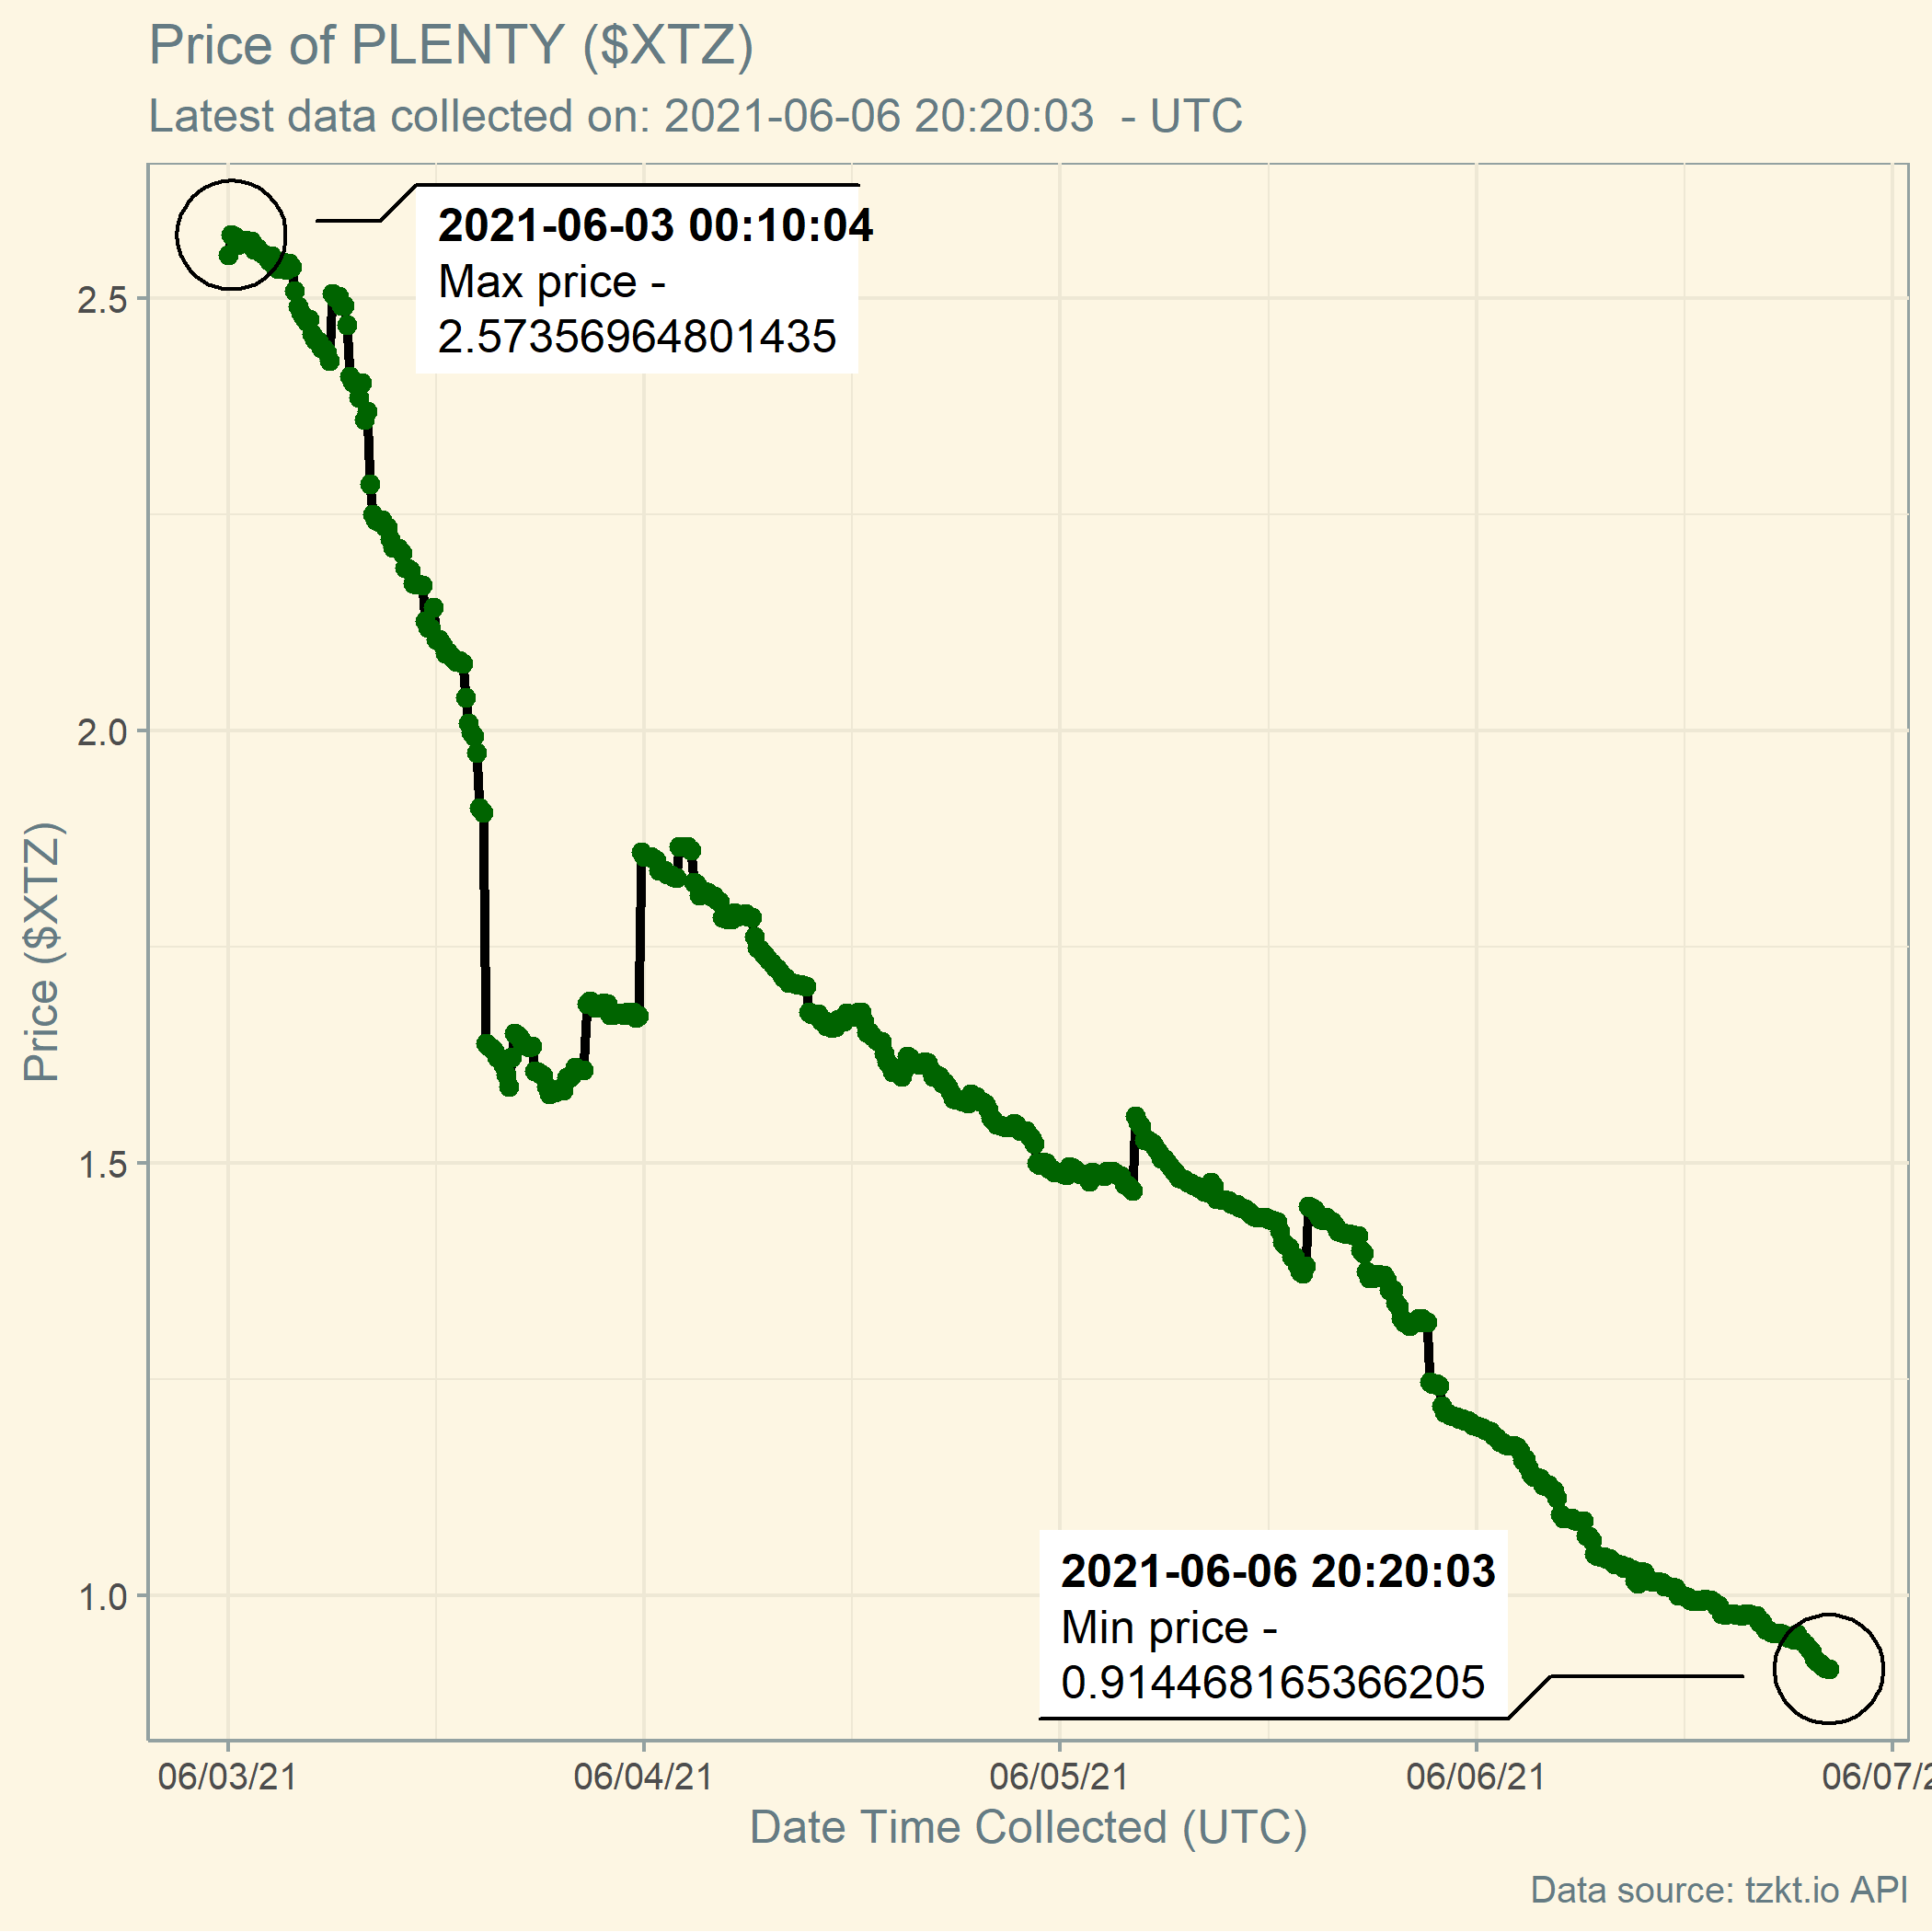 Price of PLENTY ($XTZ)
Latest data collected on: 2021-06-06 20:20:03  - UTC
2021-06-03 00:10:04
Max price -
2.57356964801435
2.5
2.0
1.5
1.0
Price ($XTZ)
2021-06-06 20:20:03
Min price -
0.914468165366205
06/03/21
06/04/21
06/05/21
06/06/21
06/07/2
Date Time Collected (UTC)
Data source: tzkt.io API